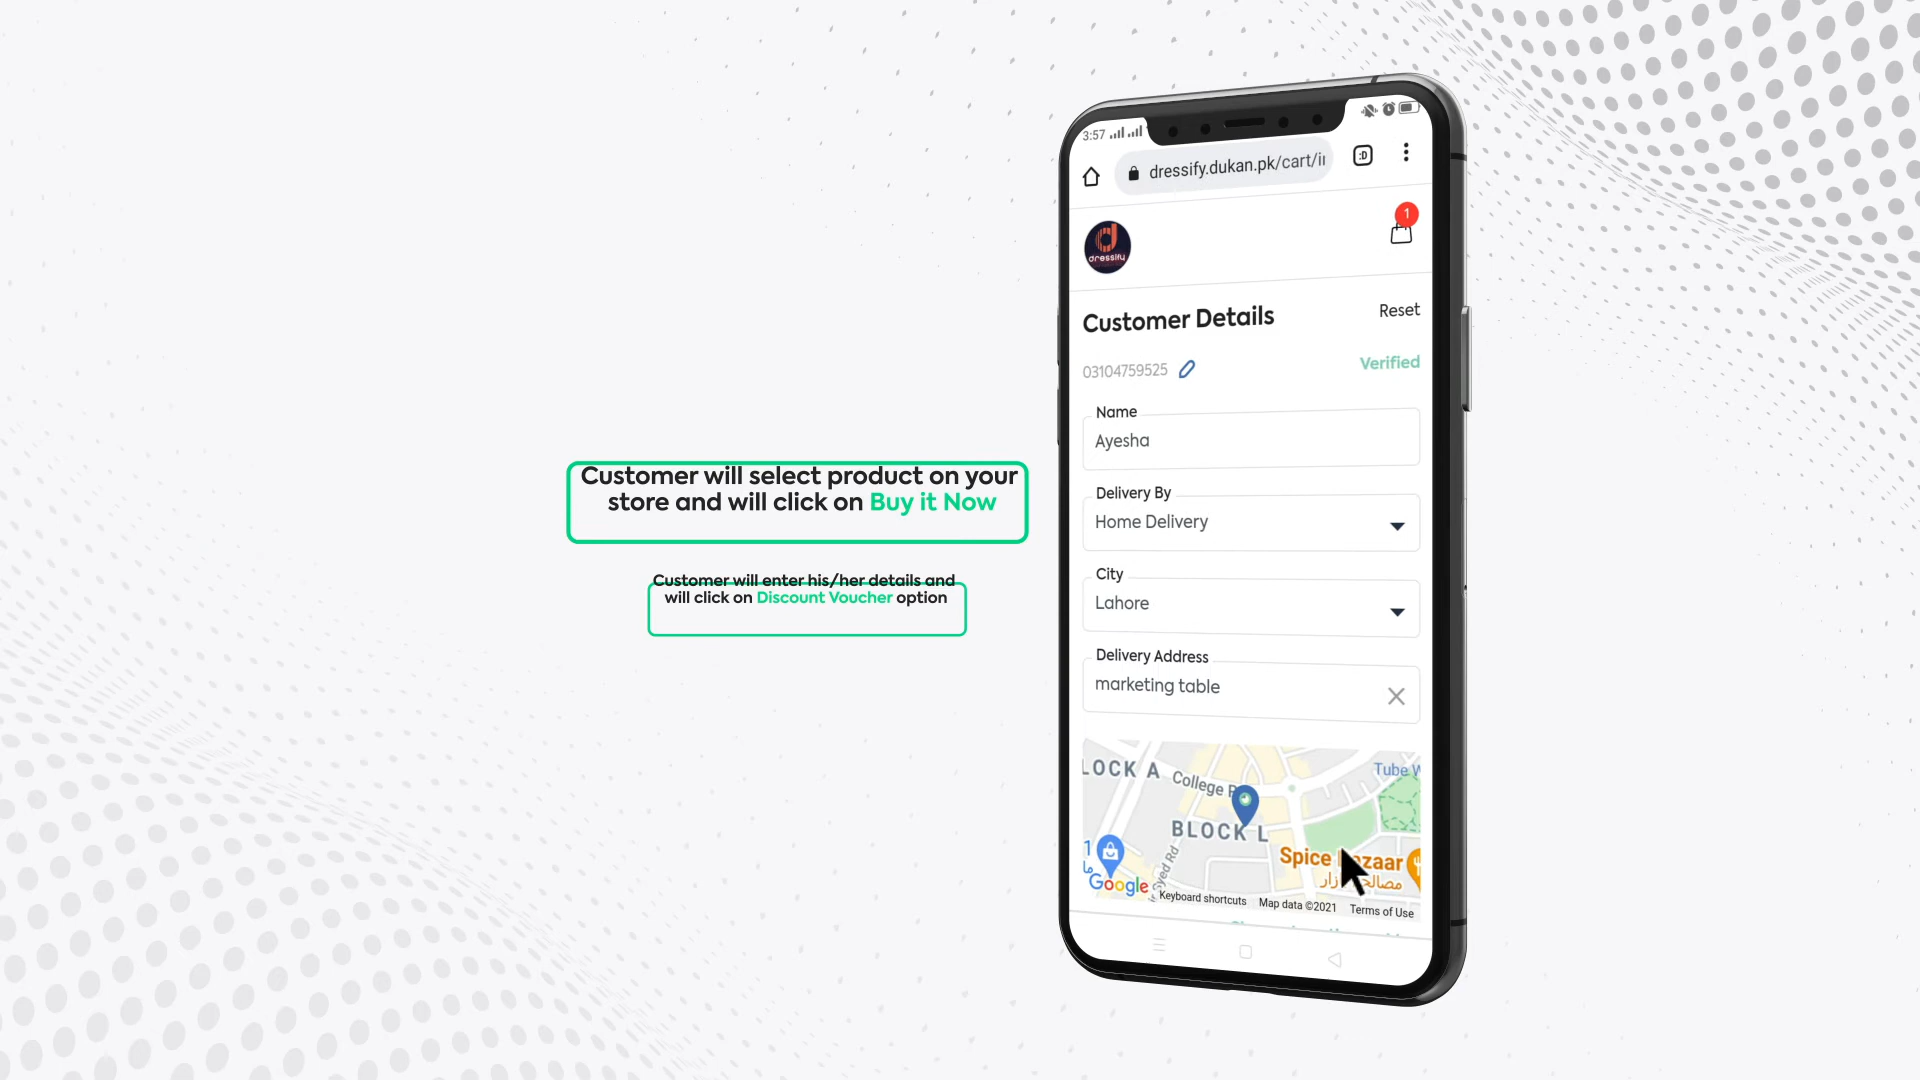 Customer will select product on your
store and will click on Buy it Now
Customer will enter his/her details and
will click on Discount Voucher option
3:57
dressify.dukan.pk/cart/
:D
dressify
1
Customer Details
Reset
03104759525
Verified
Name
Ayesha
Delivery By
Home Delivery
City
Lahore
Delivery Address
marketing table
LOCK A
College
Tube
BLOCK L
Spice
Google
Keyboard shortcuts
Map data ©2021
Terms of Use